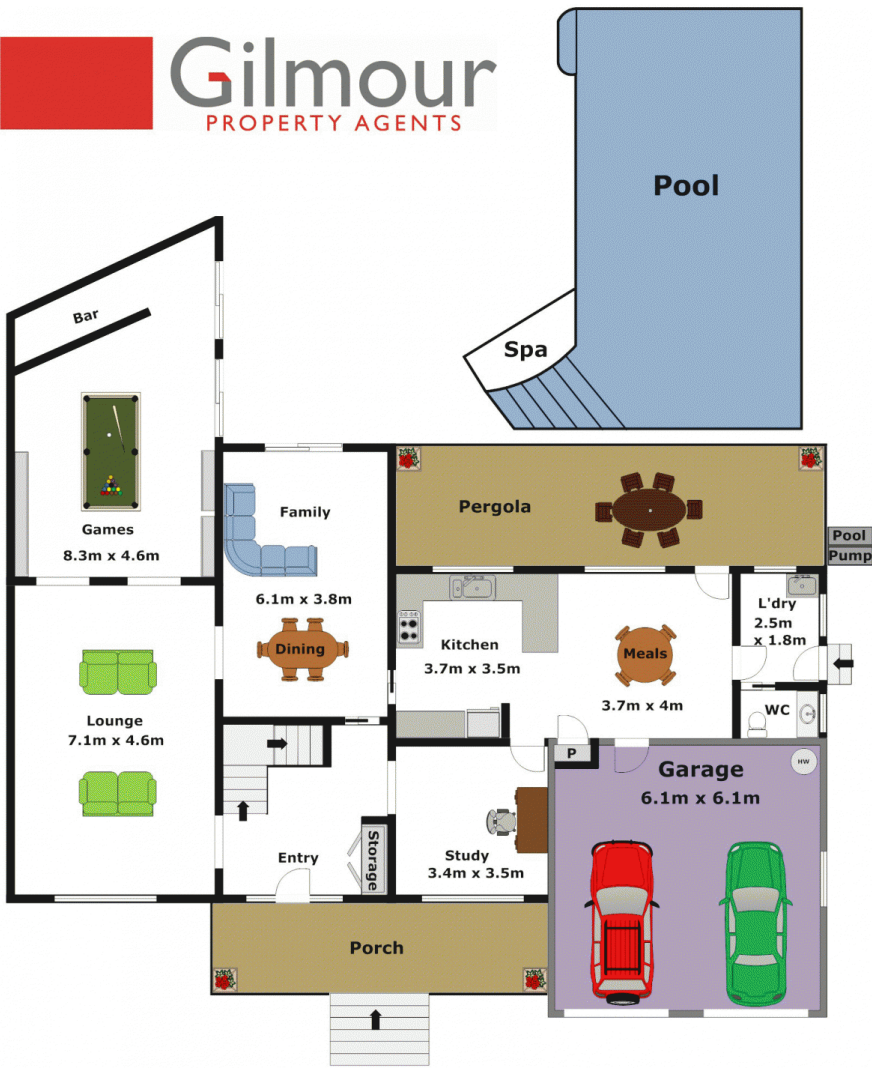 Gilmour
PROPERTY AGENTS
Pool
Spa
Bar
Games
8.3m x 4.6m
Family
6.1m x 3.8m
Dining
Pergola
Pool
Pump
L'dry
2.5m
x 1.8m
Kitchen
3.7m x 3.5m
Meals
3.7m x 4m
WC
Lounge
7.1m x 4.6m
P
Garage
6.1m x 6.1m
HW
Entry
Storage
Study
3.4m x 3.5m
Porch